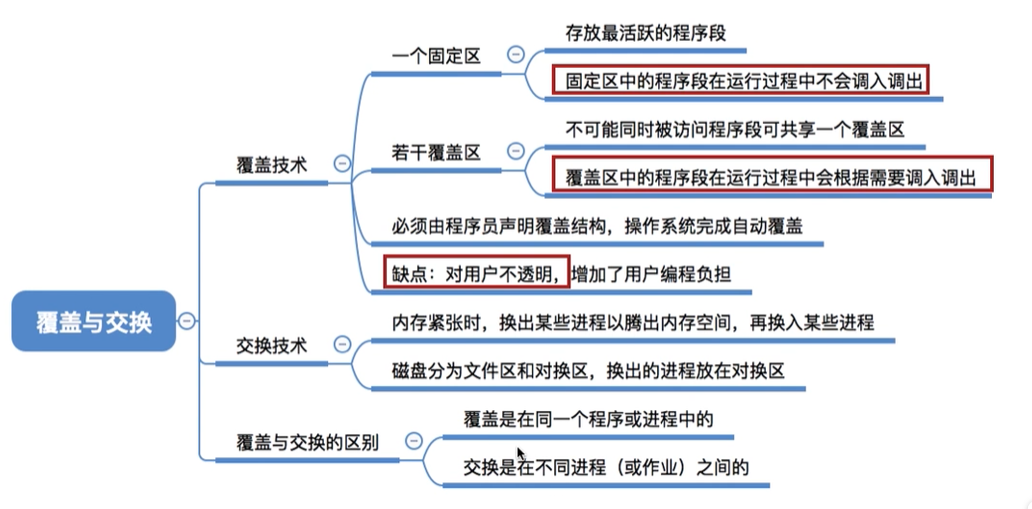 存放最活跃的程序段
一个固定区
固定区中的程序段在运行过程中不会调入调出
不可能同时被访问程序段可共享一个覆盖区
若干覆盖区
覆盖技术
覆盖区中的程序段在运行过程中会根据需要调入调出
必须由程序员声明覆盖结构，操作系统完成自动覆盖
缺点：对用户不透明，增加了用户编程负担
覆盖与交换
内存紧张时，换出某些进程以腾出内存空间，再换入某些进程
交换技术
磁盘分为文件区和对换区，换出的进程放在对换区
覆盖是在同一个程序或进程中的
覆盖与交换的区别
交换是在不同进程（或作业）之间的